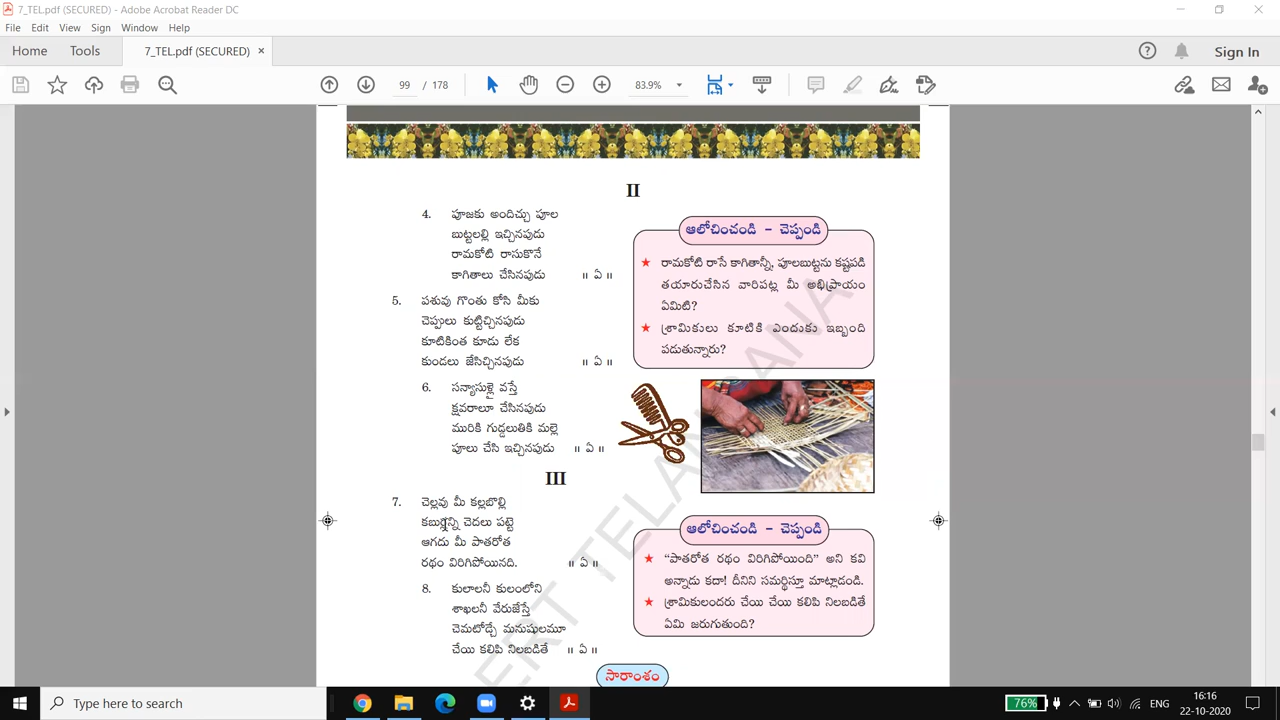 7_TEL.pdf (SECURED) - Adobe Acrobat Reader DC
File Edit View Sign Window Help
Home Tools 7_TEL.pdf (SECURED) × Sign In
99 / 178 83.9%
II
4. పూజకు అందిచ్చు పూల
బుట్టలల్లి ఇచ్చినపుడు
రామకోటి రాసుకొనే
కాగితాలు చేసినపుడు ॥ ఏ ॥
5. పశువు గొంతు కోసి మీకు
చెప్పులు కుట్టిచ్చినపుడు
కూటికింత కూడు లేక
కుండలు జేసిచ్చినపుడు ॥ ఏ ॥
6. సన్యాసుళ్లై వస్తే
క్షవరాలూ చేసినపుడు
మురికి గుడ్డలుతికి మల్లె
పూలు చేసి ఇచ్చినపుడు ॥ ఏ ॥
ఆలోచించండి - చెప్పండి
★ రామకోటి రాసే కాగితాన్నీ, పూలబుట్టను కష్టపడి
తయారుచేసిన వారిపట్ల మీ అభిప్రాయం
ఏమిటి?
★ శ్రామికులు కూటికి ఎందుకు ఇబ్బంది
పడుతున్నారు?
III
7. చెల్లవు మీ కల్లబొల్లి
కబుర్లన్ని చెదలు పట్టె
ఆగదు మీ పాతరోత
రథం విరిగిపోయినది. ॥ ఏ ॥
8. కులాలనీ కులంలోని
శాఖలనీ వేరుజేస్తే
చెమటోడ్చే మనుషులమూ
చేయి కలిపి నిలబడితే ॥ ఏ ॥
ఆలోచించండి - చెప్పండి
★ "పాతరోత రథం విరిగిపోయింది" అని కవి
అన్నాడు కదా! దీనిని సమర్థిస్తూ మాట్లాడండి.
★ శ్రామికులందరు చేయి చేయి కలిపి నిలబడితే
ఏమి జరుగుతుంది?
సారాంశం
ERT TELANGANA
Type here to search
76% ENG 16:16
22-10-2020